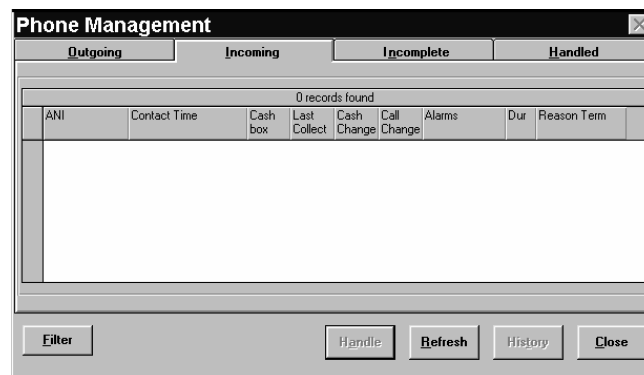 Phone Management
Outgoing Incoming Incomplete Handled
0 records found
ANI Contact Time Cash box Last Collect Cash Change Call Change Alarms Dur Reason Term
Filter Handle Refresh History Close